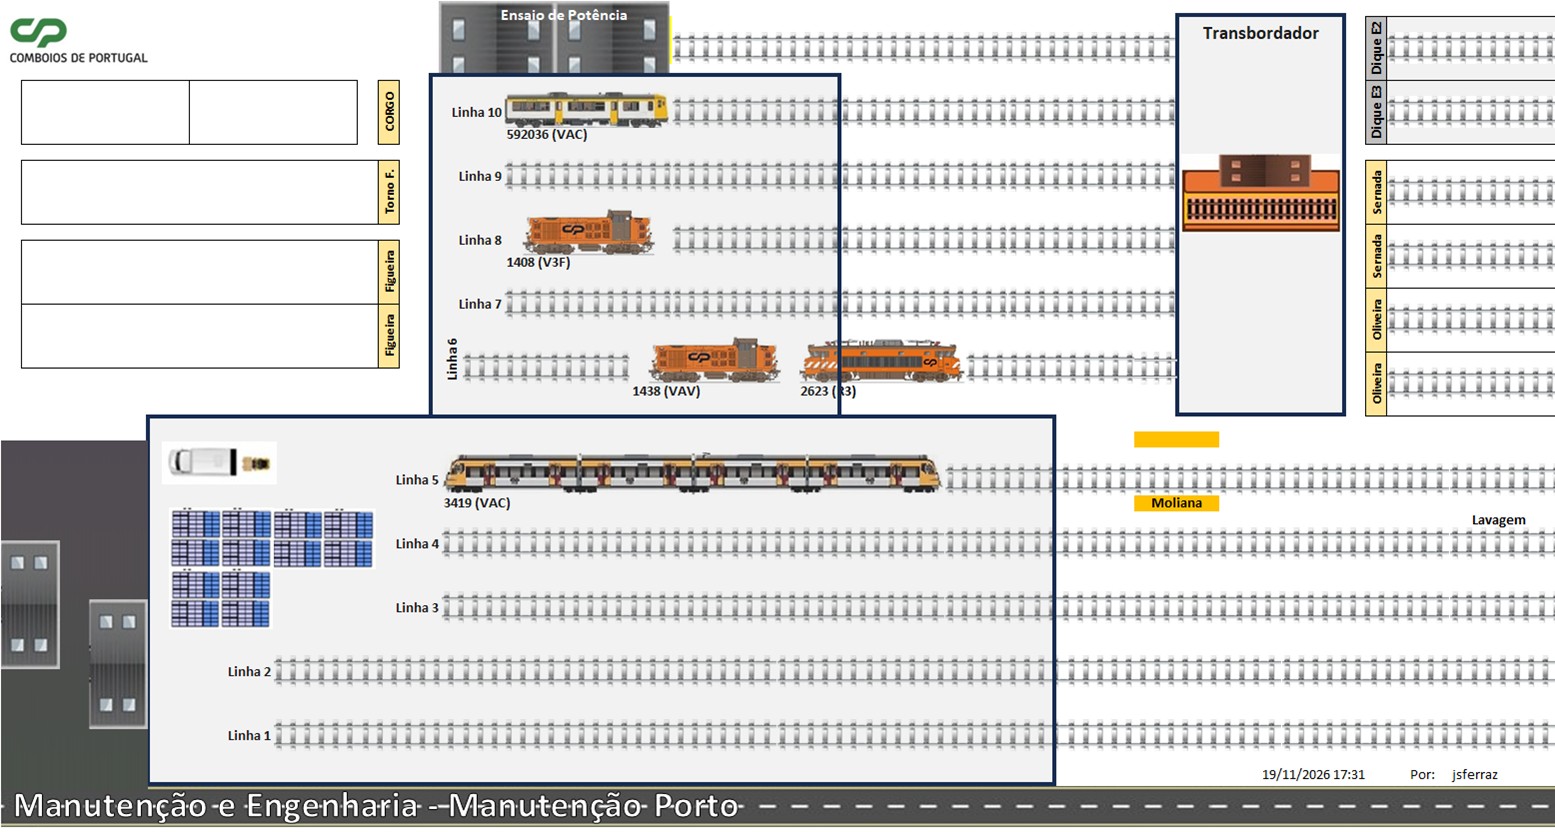 Ensaio de Potência
CP
COMBOIOS DE PORTUGAL
Transbordador
Dique E2
Dique E3
CORGO
Linha 10
592036 (VAC)
Torno F.
Linha 9
Sernada
Linha 8
1408 (V3F)
Sernada
Figueira
Linha 7
Oliveira
Figueira
Linha 6
1438 (VAV)
2623 (R3)
Oliveira
Linha 5
3419 (VAC)
Moliana
Lavagem
Linha 4
Linha 3
Linha 2
Linha 1
19/11/2026 17:31 Por: jsferraz
Manutenção e Engenharia - Manutenção Porto